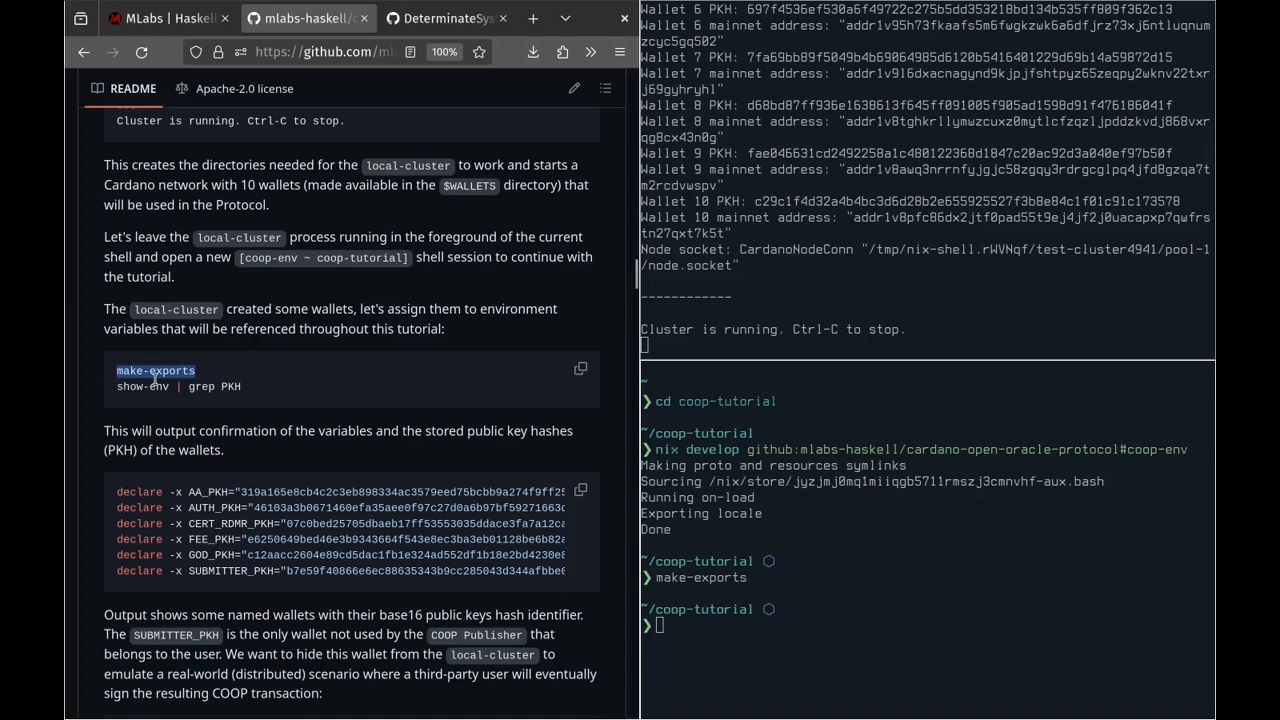 MLabs | Haskell
mlabs-haskell/c
DeterminateSys
https://github.com/ml
100%
README
Apache-2.0 license
Cluster is running. Ctrl-C to stop.
This creates the directories needed for the local-cluster to work and starts a
Cardano network with 10 wallets (made available in the $WALLETS directory) that
will be used in the Protocol.
Let's leave the local-cluster process running in the foreground of the current
shell and open a new [coop-env ~ coop-tutorial] shell session to continue with
the tutorial.
The local-cluster created some wallets, let's assign them to environment
variables that will be referenced throughout this tutorial:
make-exports
show-env | grep PKH
This will output confirmation of the variables and the stored public key hashes
(PKH) of the wallets.
declare -x AA_PKH="319a165e8cb4c2c3eb898334ac3579eed75bcbb9a274f9ff25
declare -x AUTH_PKH="46103a3b0671460efa35aee0f97c27d0a6b97bf59271663c
declare -x CERT_RDMR_PKH="07c0bed25705dbaeb17ff53553035ddace3fa7a12ca
declare -x FEE_PKH="e6250649bed46e3b9343664f543e8ec3ba3eb01128be6b82a
declare -x GOD_PKH="c12aacc2604e89cd5dac1fb1e324ad552df1b18e2bd4230e8
declare -x SUBMITTER_PKH="b7e59f40866e6ec88635343b9cc285043d344afbbe0
Output shows some named wallets with their base16 public keys hash identifier.
The SUBMITTER_PKH is the only wallet not used by the COOP Publisher that
belongs to the user. We want to hide this wallet from the local-cluster to
emulate a real-world (distributed) scenario where a third-party user will eventually
sign the resulting COOP transaction:
Wallet 6 PKH: 697f4536ef530a6f49722c275b5dd353218bd134b535ff809f362c13
Wallet 6 mainnet address: "addr1v95h73fkaafs5m6fwgkzwk6a6dfjrz73xj6ntluqnum
zcyc5gq502"
Wallet 7 PKH: 7fa69bb89f5049b4b69064985d6120b5416401229d69b14a59872d15
Wallet 7 mainnet address: "addr1v9l6dxacnagynd9kjpjfshtpyz65zeqpy2wknv22txr
j69gyhryhl"
Wallet 8 PKH: d68bd87ff936e1638613f645ff091005f905ad1598d91f476186041f
Wallet 8 mainnet address: "addr1v8tghkrllymwzcuxz0mytlcfzqzljpddzkvdj868vxr
qg8cx43n0g"
Wallet 9 PKH: fae046631cd2492258a1c480122368d1847c20ac92d3a040ef97b50f
Wallet 9 mainnet address: "addr1v8awq3nrrnfyjgjc58zgqy3rdrgcglpq4jfd8gzqa7t
m2rcdvwspv"
Wallet 10 PKH: c29c1f4d32a4b4bc3d6d28b2e655925527f3b8e84c1f01c91c173578
Wallet 10 mainnet address: "addr1v8pfc86dx2jtf0pad55t9ej4jf2j0uacapxp7qwfrs
tn27qxt7k5t"
Node socket: CardanoNodeConn "/tmp/nix-shell.rWVNqf/test-cluster4941/pool-1
/node.socket"
------------
Cluster is running. Ctrl-C to stop.
~
❯ cd coop-tutorial
~/coop-tutorial
❯ nix develop github:mlabs-haskell/cardano-open-oracle-protocol#coop-env
Making proto and resources symlinks
Sourcing /nix/store/jyzjmj0mq1miiqgb5711rmszj3cmnvhf-aux.bash
Running on-load
Exporting locale
Done
~/coop-tutorial
❯ make-exports
~/coop-tutorial
❯